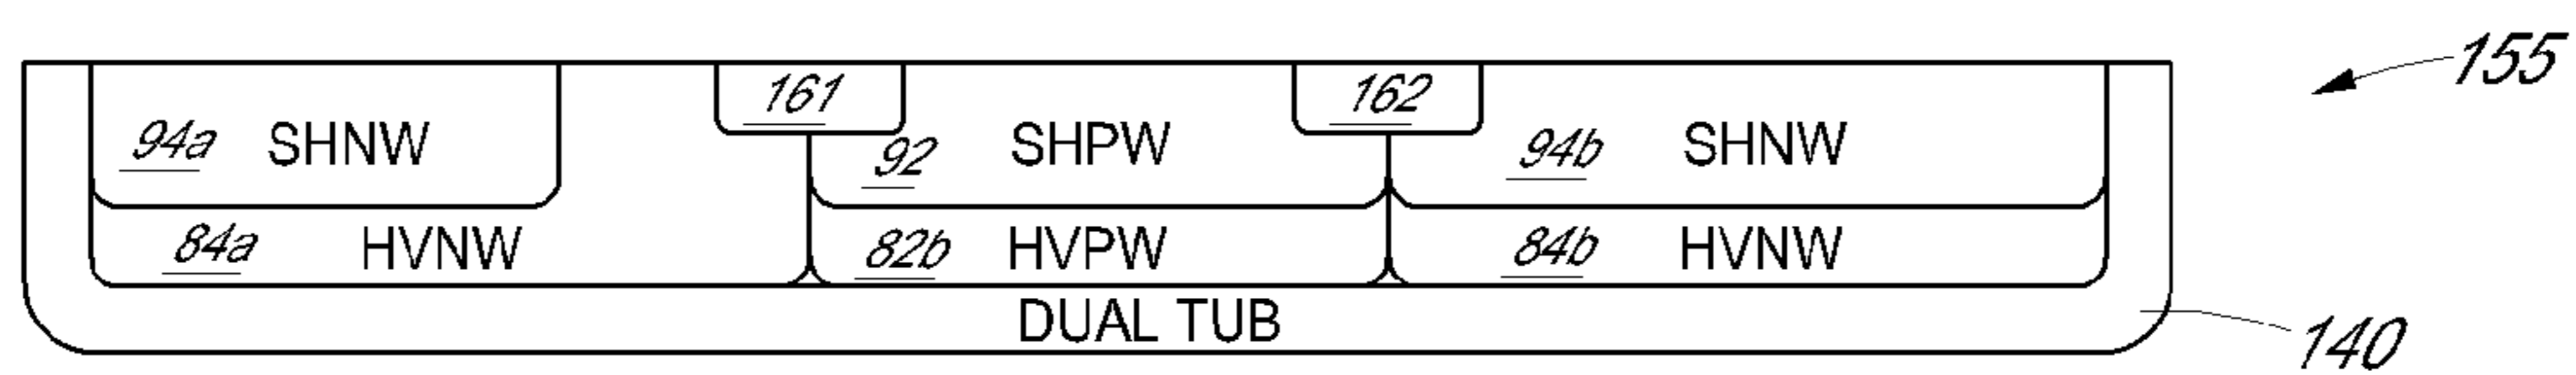 155
161
162
94a SHNW
92 SHPW
94b SHNW
84a HVNW
82b HVPW
84b HVNW
DUAL TUB
140